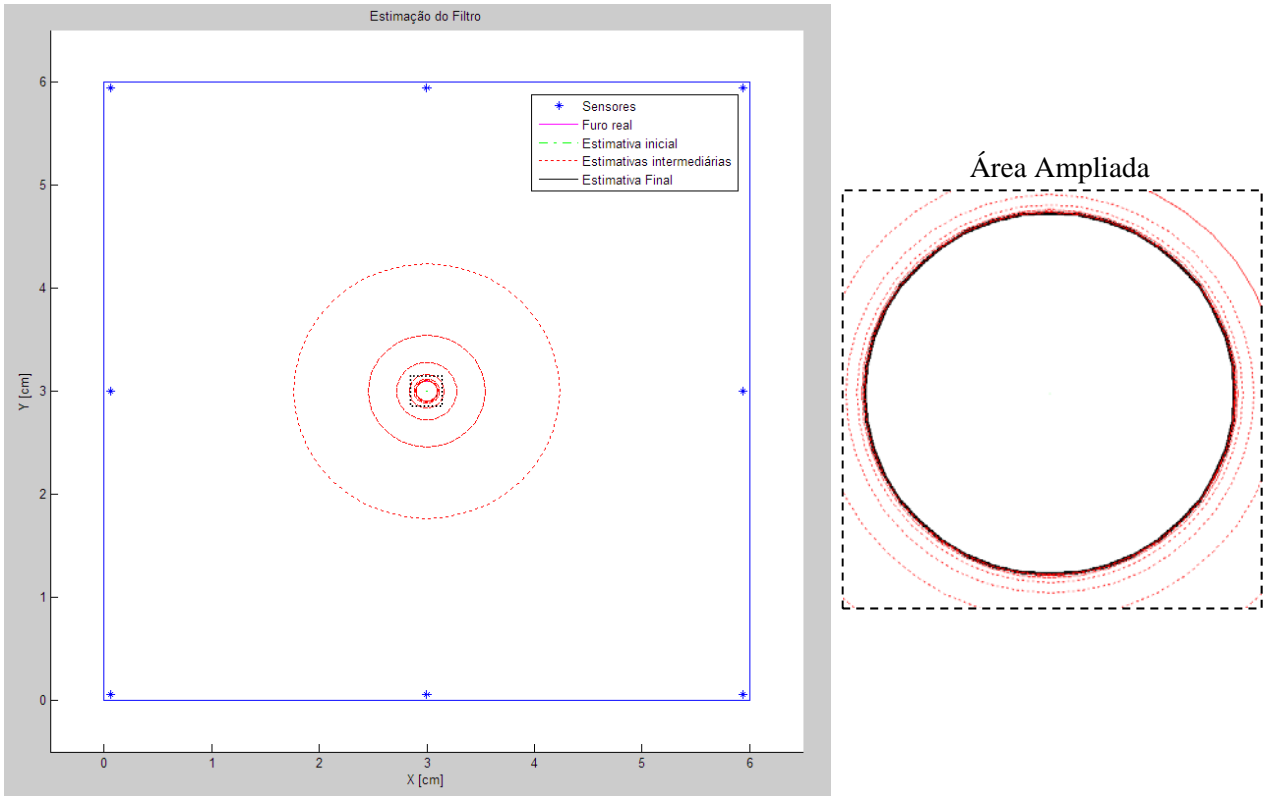 Estimação do Filtro
6
5
4
3
2
1
0
Y [cm]
0 1 2 3 4 5 6
X [cm]
Sensores
Furo real
Estimativa inicial
Estimativas intermediárias
Estimativa Final
Área Ampliada